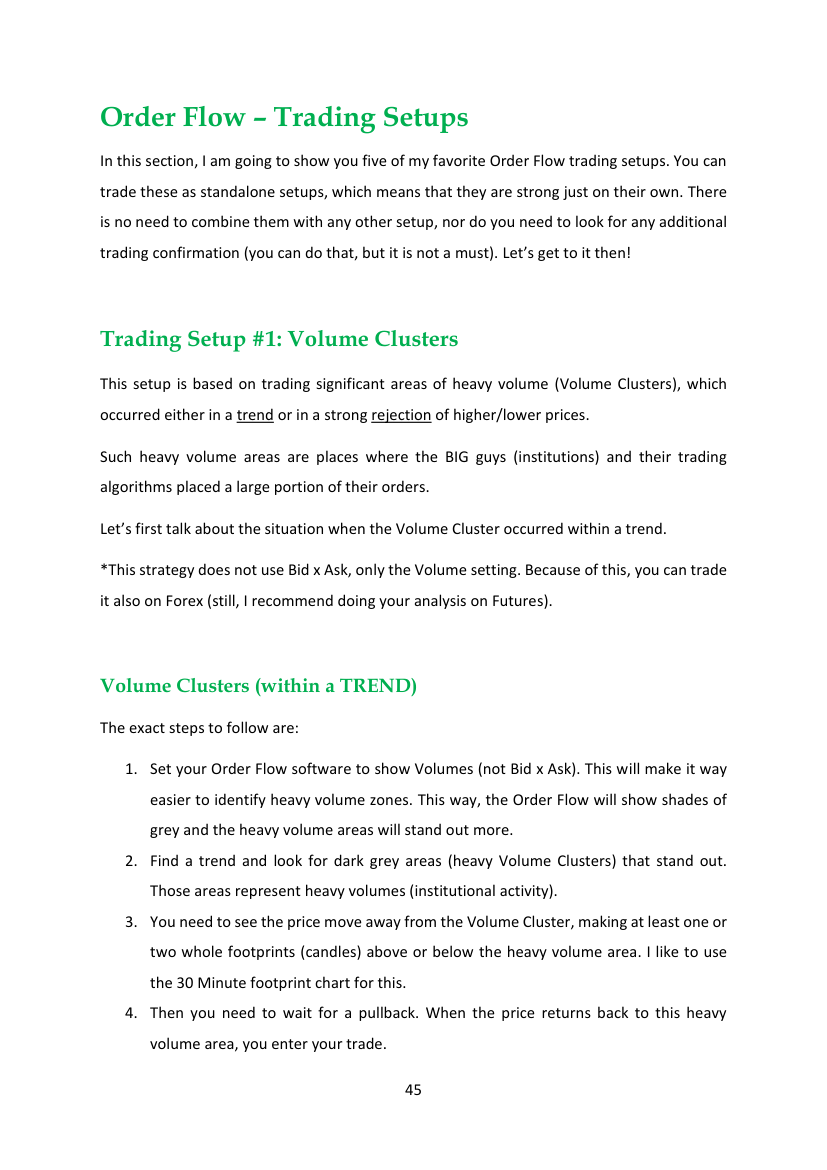 Order Flow – Trading Setups
In this section, I am going to show you five of my favorite Order Flow trading setups. You can
trade these as standalone setups, which means that they are strong just on their own. There
is no need to combine them with any other setup, nor do you need to look for any additional
trading confirmation (you can do that, but it is not a must). Let’s get to it then!
Trading Setup #1: Volume Clusters
This setup is based on trading significant areas of heavy volume (Volume Clusters), which
occurred either in a trend or in a strong rejection of higher/lower prices.
Such heavy volume areas are places where the BIG guys (institutions) and their trading
algorithms placed a large portion of their orders.
Let’s first talk about the situation when the Volume Cluster occurred within a trend.
*This strategy does not use Bid x Ask, only the Volume setting. Because of this, you can trade
it also on Forex (still, I recommend doing your analysis on Futures).
Volume Clusters (within a TREND)
The exact steps to follow are:
1. Set your Order Flow software to show Volumes (not Bid x Ask). This will make it way
easier to identify heavy volume zones. This way, the Order Flow will show shades of
grey and the heavy volume areas will stand out more.
2. Find a trend and look for dark grey areas (heavy Volume Clusters) that stand out.
Those areas represent heavy volumes (institutional activity).
3. You need to see the price move away from the Volume Cluster, making at least one or
two whole footprints (candles) above or below the heavy volume area. I like to use
the 30 Minute footprint chart for this.
4. Then you need to wait for a pullback. When the price returns back to this heavy
volume area, you enter your trade.
45